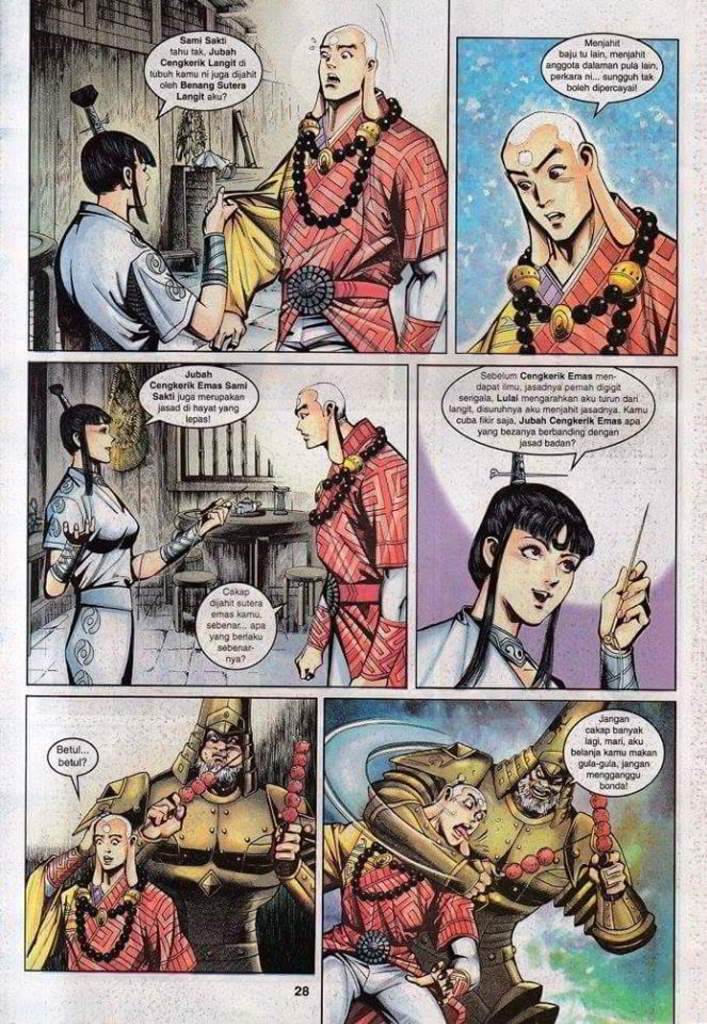 Sami Sakti
tahu tak, Jubah
Cengkerik Langit di
tubuh kamu ni juga dijahit
oleh Benang Sutera
Langit aku?
Menjahit
baju tu lain, menjahit
anggota dalaman pula lain,
perkara ni... sungguh tak
boleh dipercayai!
Jubah
Cengkerik Emas Sami
Sakti juga merupakan
jasad di hayat yang
lepas!
Cakap
dijahit sutera
emas kamu,
sebenar... apa
yang berlaku
sebenar-
nya?
Sebelum Cengkerik Emas men-
dapat ilmu, jasadnya pernah digigit
serigala, Lulai mengarahkan aku turun dari
langit, disuruhnya aku menjahit jasadnya. Kamu
cuba fikir saja, Jubah Cengkerik Emas apa
yang bezanya berbanding dengan
jasad badan?
Betul...
betul?
Jangan
cakap banyak
lagi, mari, aku
belanja kamu makan
gula-gula, jangan
mengganggu
bonda!
28